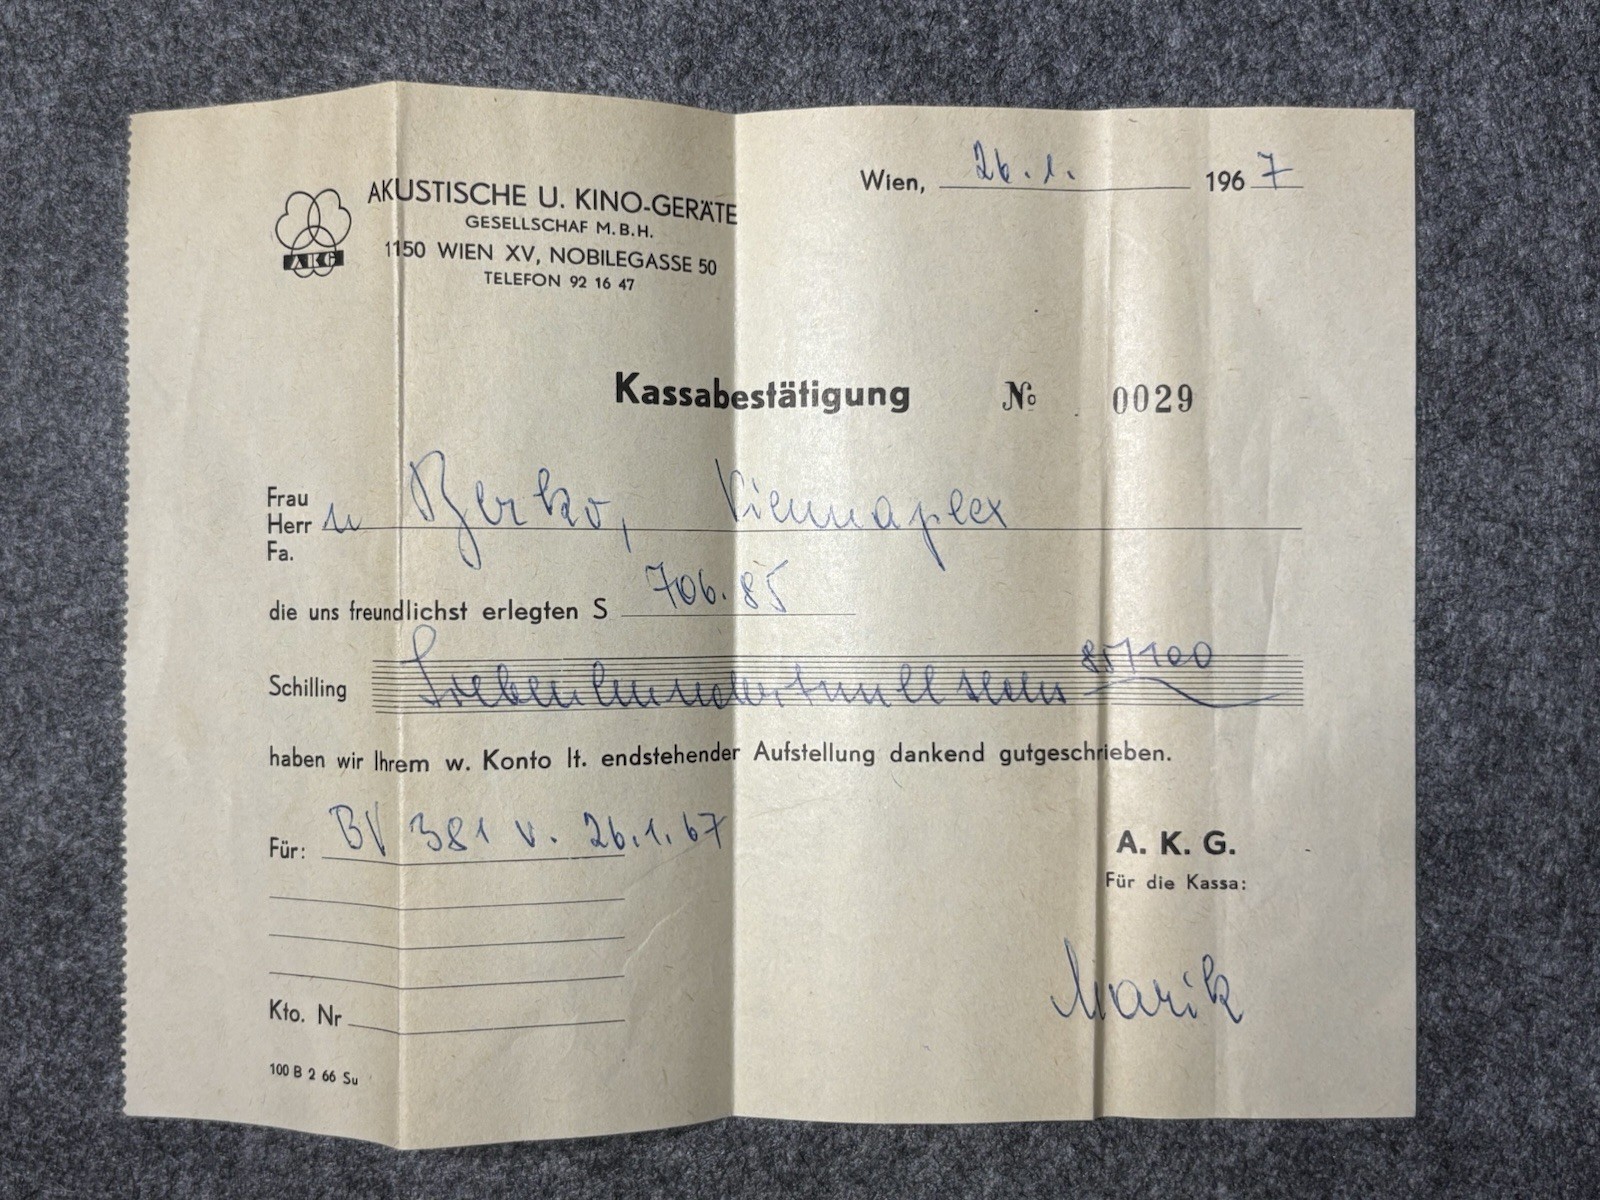 Wien, 26.1. 1967
AKG
AKUSTISCHE U. KINO-GERÄTE
GESELLSCHAF M.B.H.
1150 WIEN XV, NOBILEGASSE 50
TELEFON 92 16 47
Kassabestätigung № 0029
Frau
Herr n Berko, Viennaplex
Fa.
die uns freundlichst erlegten S 706.85
Schilling Siebenhundertnull sechs 85/100
haben wir Ihrem w. Konto lt. endstehender Aufstellung dankend gutgeschrieben.
Für: BV 381 v. 26.1.67
A. K. G.
Für die Kassa:
Marik
Kto. Nr
100 B 2 66 Su